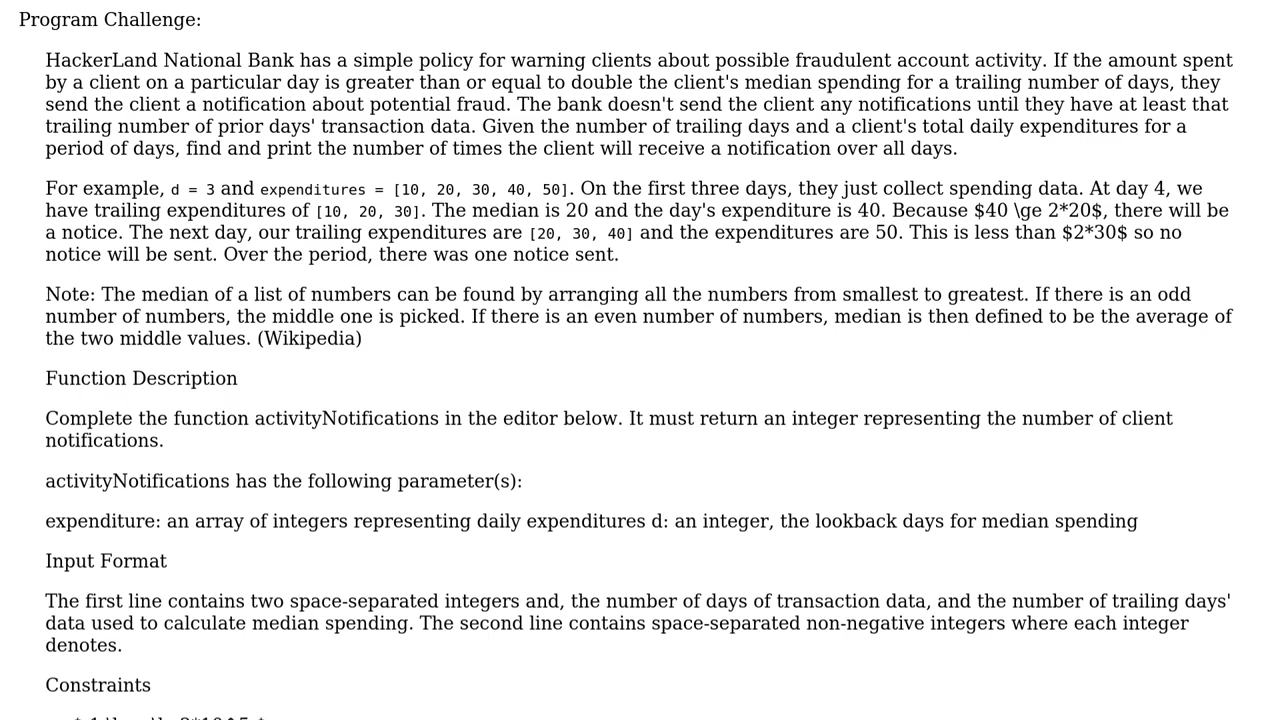 Program Challenge:
HackerLand National Bank has a simple policy for warning clients about possible fraudulent account activity. If the amount spent
by a client on a particular day is greater than or equal to double the client's median spending for a trailing number of days, they
send the client a notification about potential fraud. The bank doesn't send the client any notifications until they have at least that
trailing number of prior days' transaction data. Given the number of trailing days and a client's total daily expenditures for a
period of days, find and print the number of times the client will receive a notification over all days.
For example, d = 3 and expenditures = [10, 20, 30, 40, 50]. On the first three days, they just collect spending data. At day 4, we
have trailing expenditures of [10, 20, 30]. The median is 20 and the day's expenditure is 40. Because $40 \ge 2*20$, there will be
a notice. The next day, our trailing expenditures are [20, 30, 40] and the expenditures are 50. This is less than $2*30$ so no
notice will be sent. Over the period, there was one notice sent.
Note: The median of a list of numbers can be found by arranging all the numbers from smallest to greatest. If there is an odd
number of numbers, the middle one is picked. If there is an even number of numbers, median is then defined to be the average of
the two middle values. (Wikipedia)
Function Description
Complete the function activityNotifications in the editor below. It must return an integer representing the number of client
notifications.
activityNotifications has the following parameter(s):
expenditure: an array of integers representing daily expenditures d: an integer, the lookback days for median spending
Input Format
The first line contains two space-separated integers and, the number of days of transaction data, and the number of trailing days'
data used to calculate median spending. The second line contains space-separated non-negative integers where each integer
denotes.
Constraints